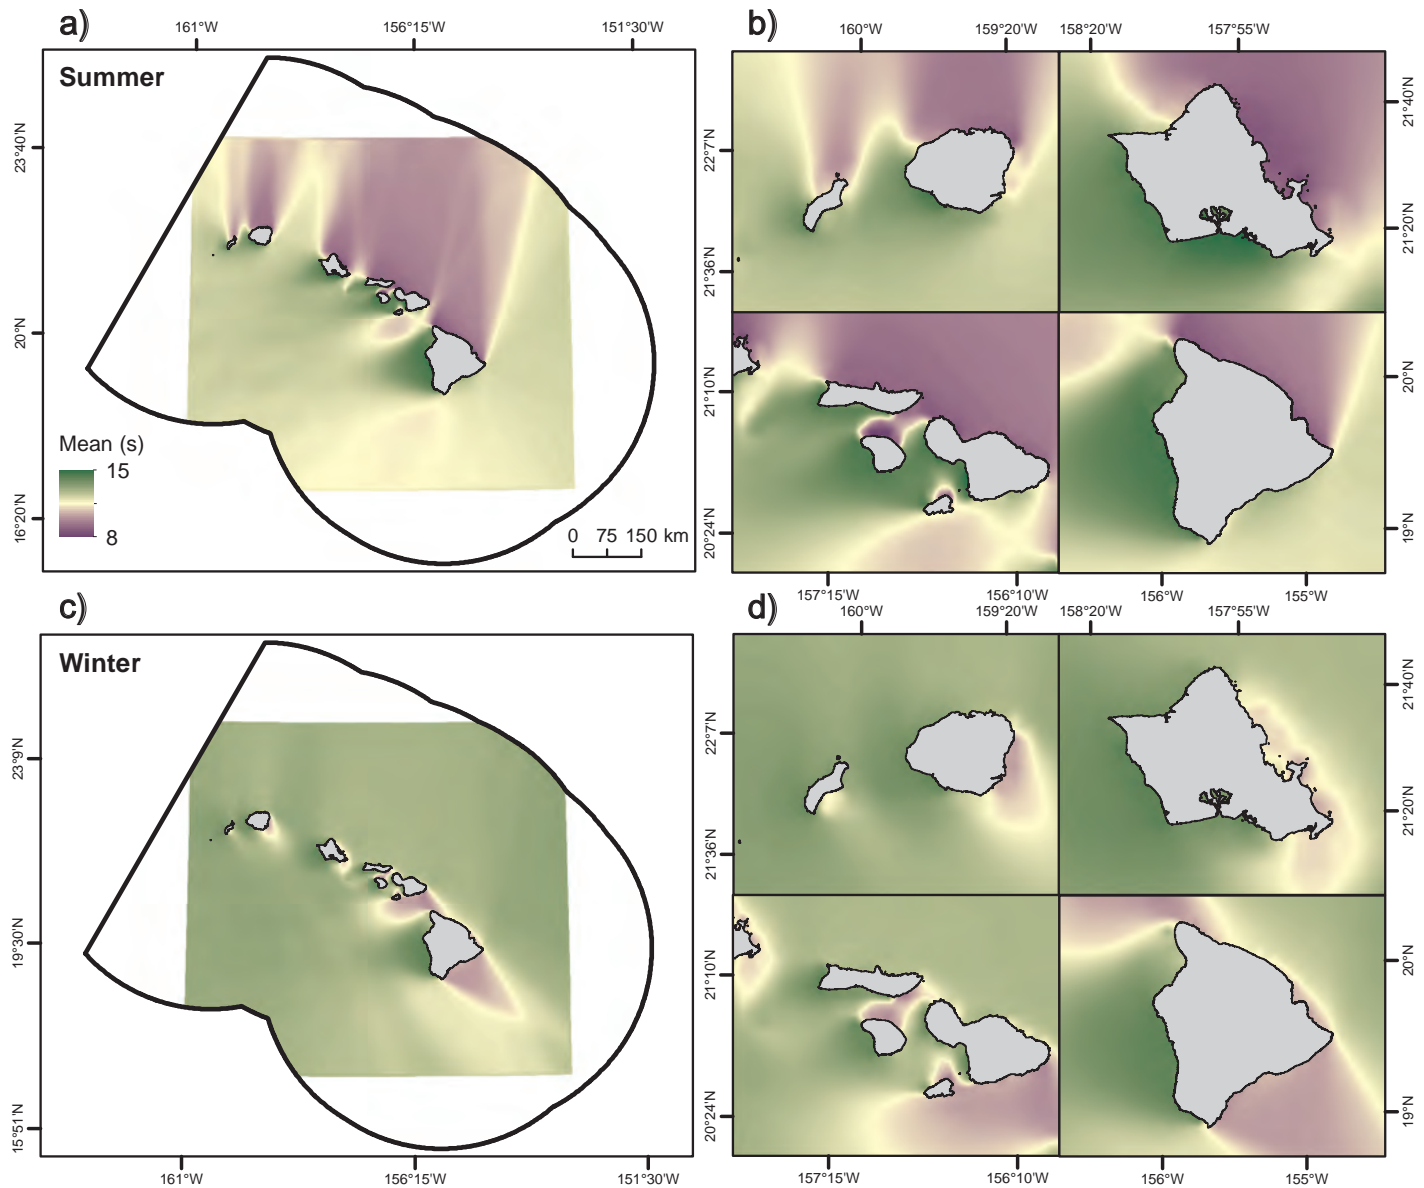 a)
161°W 156°15'W 151°30'W
Summer
23°40'N
20°N
16°20'N
Mean (s)
15
8
0 75 150 km
b)
160°W 159°20'W 158°20'W 157°55'W
22°7'N
21°36'N
21°40'N
21°20'N
21°10'N
20°24'N
20°N
19°N
157°15'W 156°10'W 156°W 155°W
c)
Winter
23°9'N
19°30'N
15°51'N
161°W 156°15'W 151°30'W
d)
160°W 159°20'W 158°20'W 157°55'W
22°7'N
21°36'N
21°40'N
21°20'N
21°10'N
20°24'N
20°N
19°N
157°15'W 156°10'W 156°W 155°W